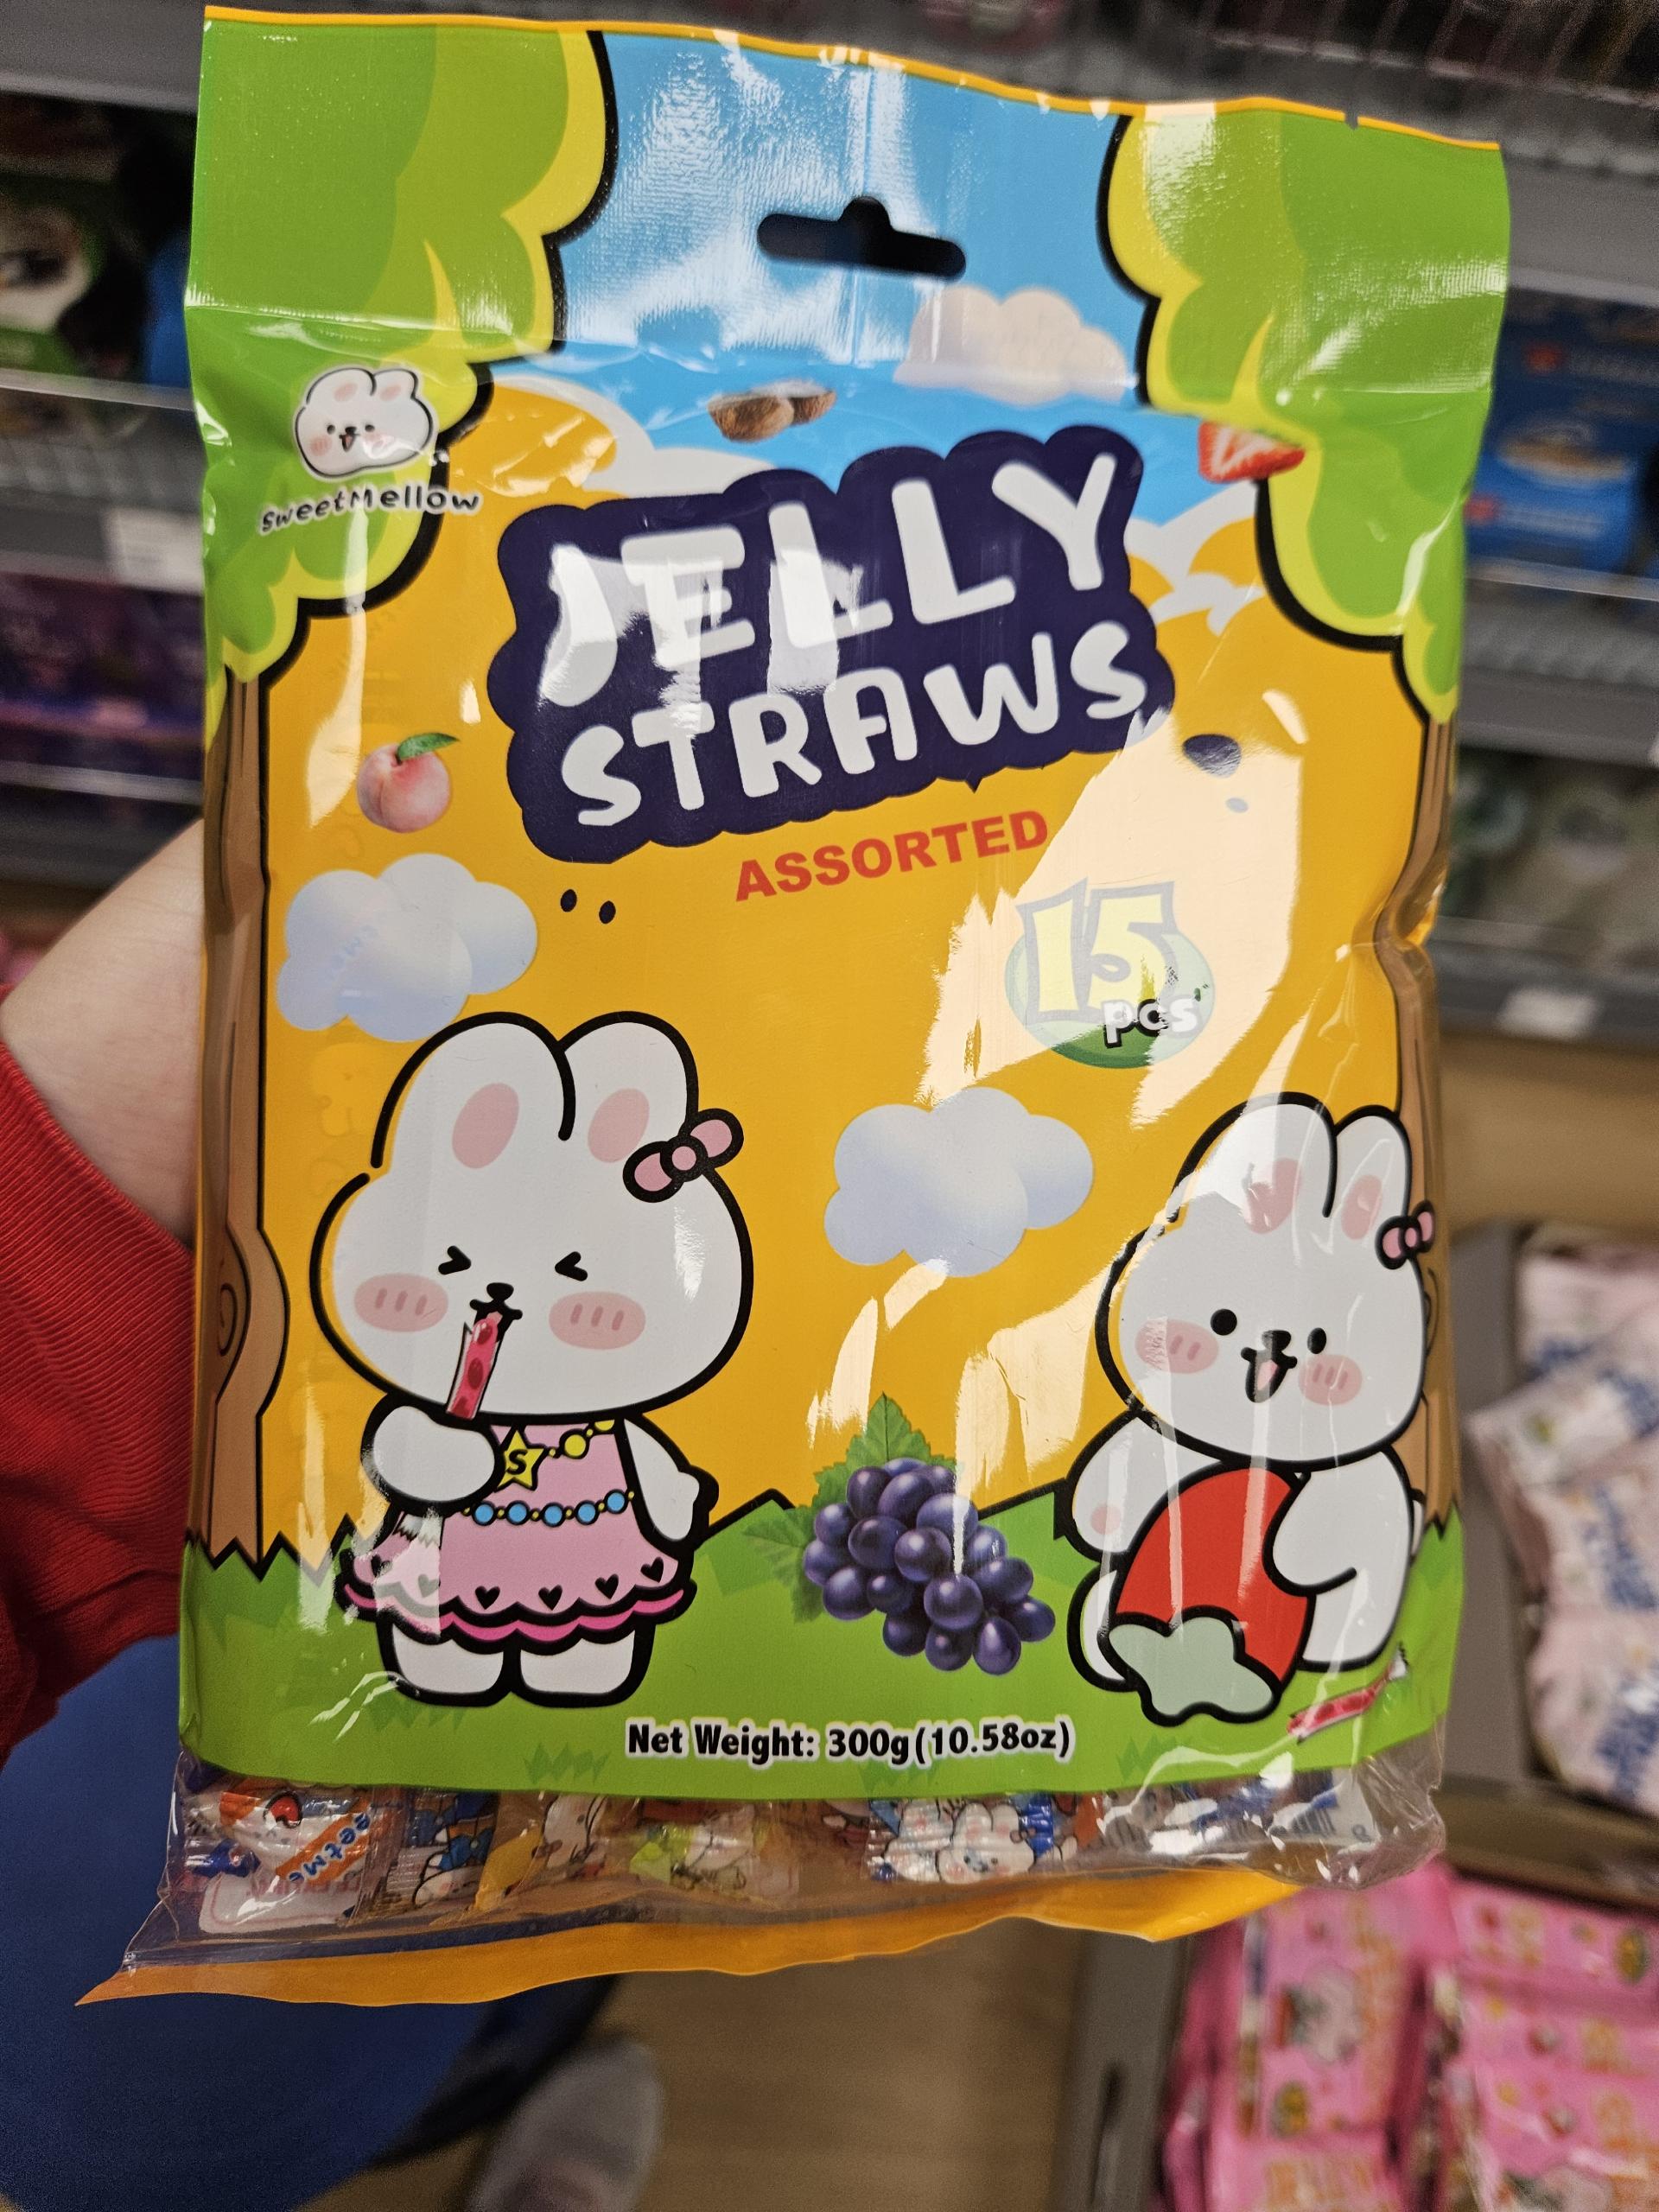 SweetMellow
JELLY
STRAWS
ASSORTED
15
pcs
S
Net Weight: 300g(10.58oz)